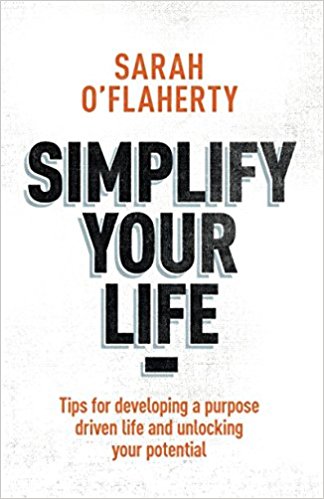 SARAH
O'FLAHERTY
SIMPLIFY
YOUR
LIFE
Tips for developing a purpose
driven life and unlocking
your potential